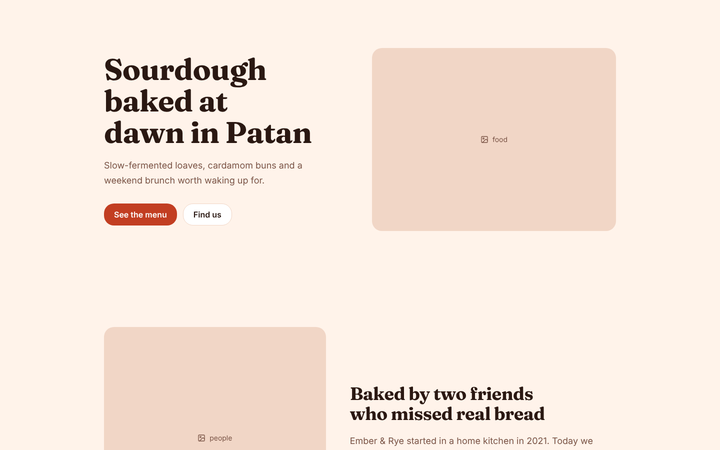 Sourdough
baked at
dawn in Patan
Slow-fermented loaves, cardamom buns and a
weekend brunch worth waking up for.
See the menu
Find us
food
people
Baked by two friends
who missed real bread
Ember & Rye started in a home kitchen in 2021. Today we